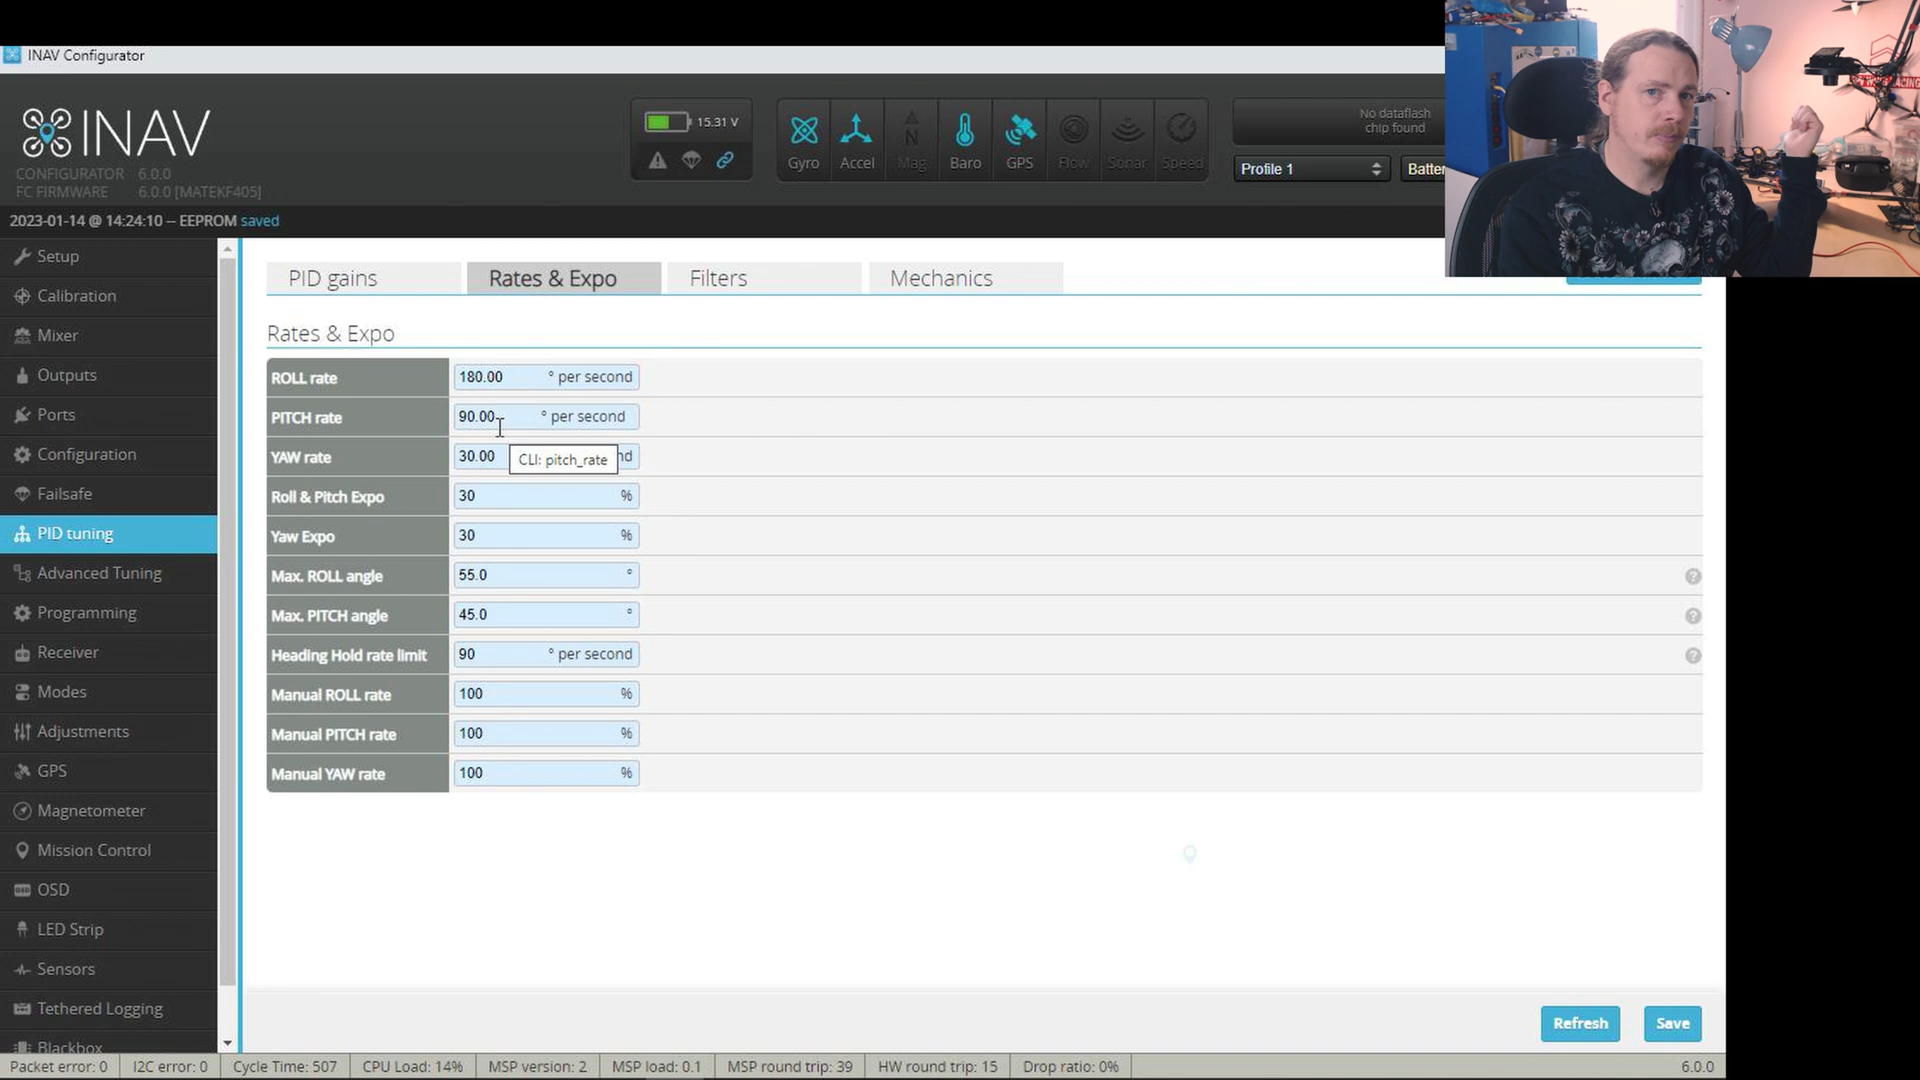 INAV Configurator
INAV
CONFIGURATOR 6.0.0
FC FIRMWARE 6.0.0 [MATEKF405]
15.31 V
Gyro
Accel
Mag
Baro
GPS
Flow
Sonar
Speed
No dataflash
chip found
Profile 1
Batter
2023-01-14 @ 14:24:10 -- EEPROM saved
Setup
Calibration
Mixer
Outputs
Ports
Configuration
Failsafe
PID tuning
Advanced Tuning
Programming
Receiver
Modes
Adjustments
GPS
Magnetometer
Mission Control
OSD
LED Strip
Sensors
Tethered Logging
Blackbox
PID gains
Rates & Expo
Filters
Mechanics
Rates & Expo
ROLL rate 180.00 ° per second
PITCH rate 90.00 ° per second
YAW rate 30.00 nd
CLI: pitch_rate
Roll & Pitch Expo 30 %
Yaw Expo 30 %
Max. ROLL angle 55.0 °
Max. PITCH angle 45.0 °
Heading Hold rate limit 90 ° per second
Manual ROLL rate 100 %
Manual PITCH rate 100 %
Manual YAW rate 100 %
Refresh
Save
Packet error: 0
I2C error: 0
Cycle Time: 507
CPU Load: 14%
MSP version: 2
MSP load: 0.1
MSP round trip: 39
HW round trip: 15
Drop ratio: 0%
6.0.0